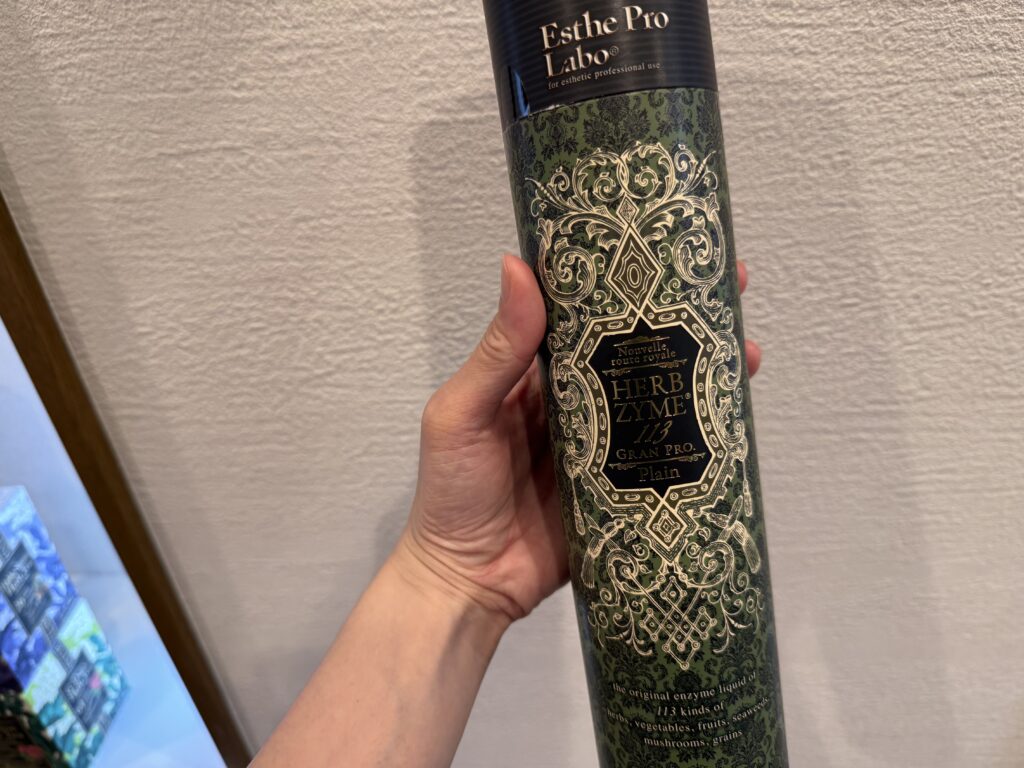 Esthe Pro
Labo®
for esthetic professional use
Nouvelle
route royale
HERB
ZYME®
113
GRAN PRO.
Plain
the original enzyme liquid of
113 kinds of
herbs, vegetables, fruits, seaweeds,
mushrooms, grains